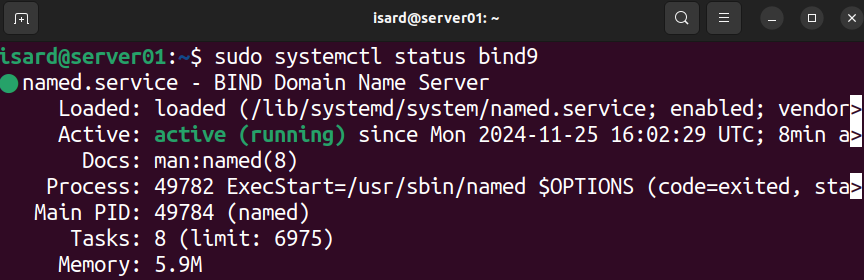 isard@server01: ~
isard@server01:~$ sudo systemctl status bind9
named.service - BIND Domain Name Server
Loaded: loaded (/lib/systemd/system/named.service; enabled; vendor>
Active: active (running) since Mon 2024-11-25 16:02:29 UTC; 8min a>
Docs: man:named(8)
Process: 49782 ExecStart=/usr/sbin/named $OPTIONS (code=exited, sta>
Main PID: 49784 (named)
Tasks: 8 (limit: 6975)
Memory: 5.9M